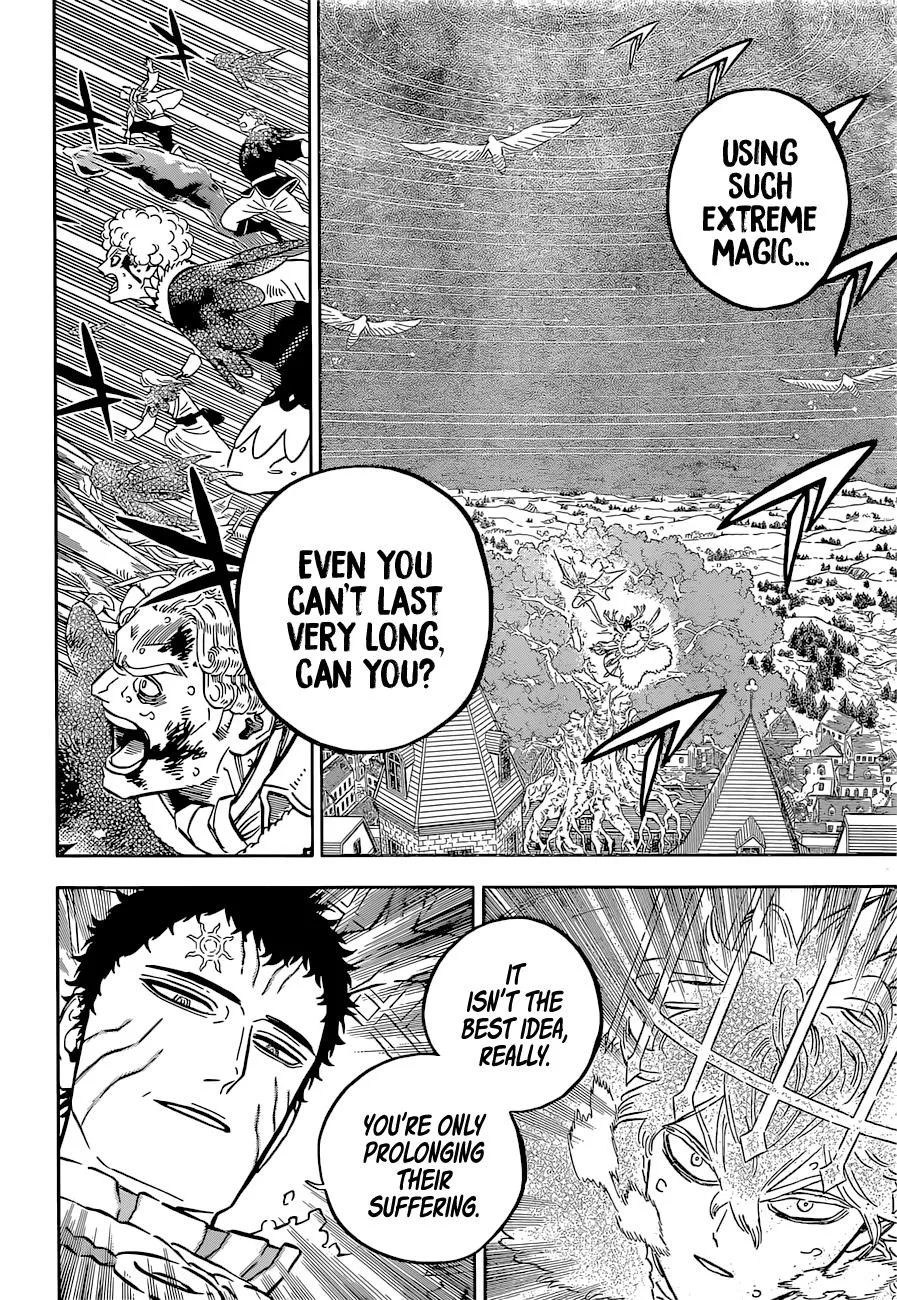 USING
SUCH
EXTREME
MAGIC...
EVEN YOU
CAN'T LAST
VERY LONG,
CAN YOU?
IT
ISN'T THE
BEST IDEA,
REALLY.
YOU'RE ONLY
PROLONGING
THEIR
SUFFERING.